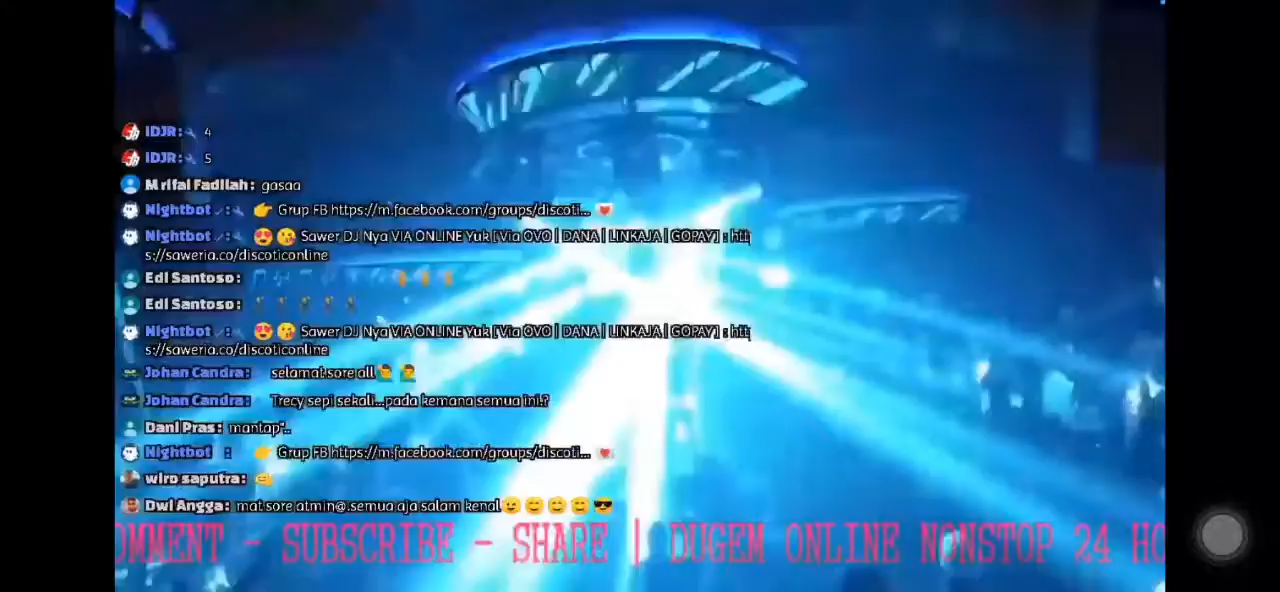 IDJR: 4
IDJR: 5
M rifal Fadilah: gasaa
Nightbot : 👉 Grup FB https://m.facebook.com/groups/discoti... 💌
Nightbot : 😍 😘 Sawer DJ Nya VIA ONLINE Yuk [ Via OVO | DANA | LINKAJA | GOPAY ] : http
s://saweria.co/discoticonline
Edi Santoso:
Edi Santoso:
Nightbot : 😍 😘 Sawer DJ Nya VIA ONLINE Yuk [ Via OVO | DANA | LINKAJA | GOPAY ] : http
s://saweria.co/discoticonline
Johan Candra: selamat sore all
Johan Candra: Trecy sepi sekali...pada kemana semua ini.?
Dani Pras: mantap"..
Nightbot : 👉 Grup FB https://m.facebook.com/groups/discoti... 💌
wiro saputra:
Dwi Angga: mat sore atmin@.semua aja salam kenal😉😊😊😊😎
OMMENT - SUBSCRIBE - SHARE | DUGEM ONLINE NONSTOP 24 HO